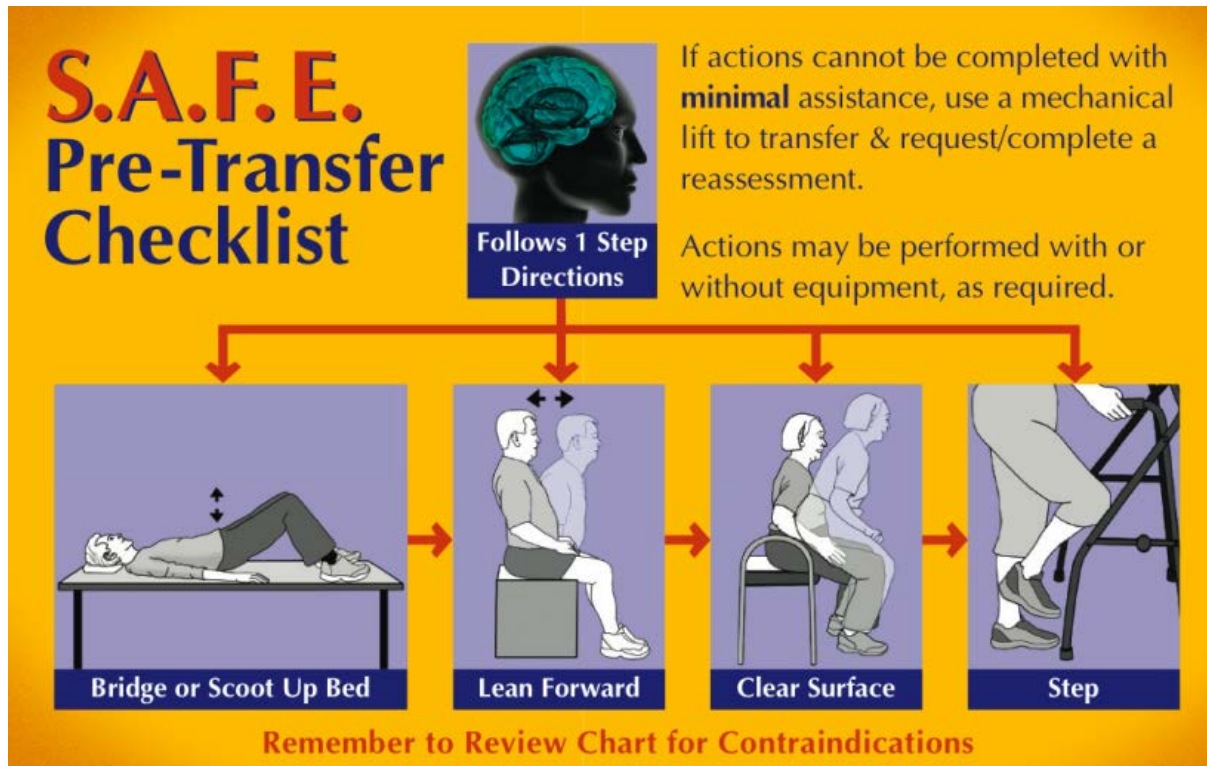 S.A.F.E.
Pre-Transfer
Checklist
Follows 1 Step
Directions
If actions cannot be completed with
minimal assistance, use a mechanical
lift to transfer & request/complete a
reassessment.
Actions may be performed with or
without equipment, as required.
Bridge or Scoot Up Bed
Lean Forward
Clear Surface
Step
Remember to Review Chart for Contraindications